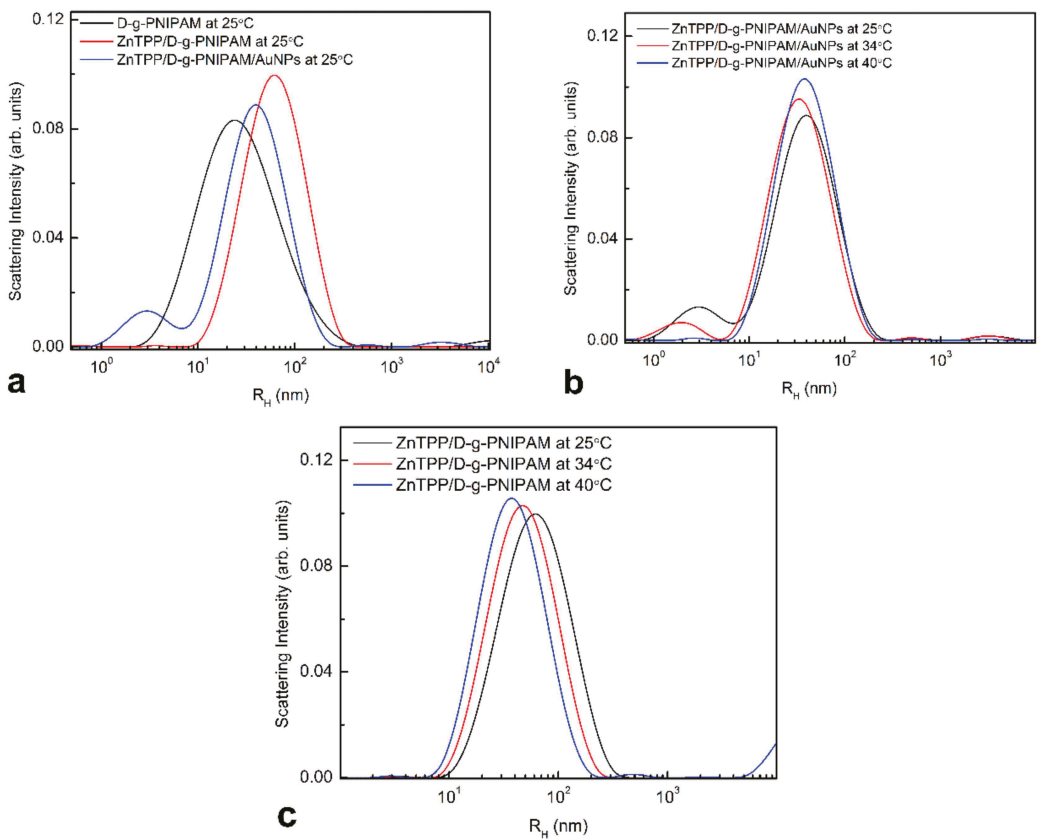 0.12
0.08
0.04
0.00
Scattering Intensity (arb. units)
D-g-PNIPAM at 25°C
ZnTPP/D-g-PNIPAM at 25°C
ZnTPP/D-g-PNIPAM/AuNPs at 25°C
10⁰ 10¹ 10² 10³ 10⁴
R_H (nm)
a
0.12
0.08
0.04
0.00
Scattering Intensity (arb. units)
ZnTPP/D-g-PNIPAM/AuNPs at 25°C
ZnTPP/D-g-PNIPAM/AuNPs at 34°C
ZnTPP/D-g-PNIPAM/AuNPs at 40°C
10⁰ 10¹ 10² 10³
R_H (nm)
b
0.12
0.08
0.04
0.00
Scattering Intensity (arb. units)
ZnTPP/D-g-PNIPAM at 25°C
ZnTPP/D-g-PNIPAM at 34°C
ZnTPP/D-g-PNIPAM at 40°C
10¹ 10² 10³
R_H (nm)
c